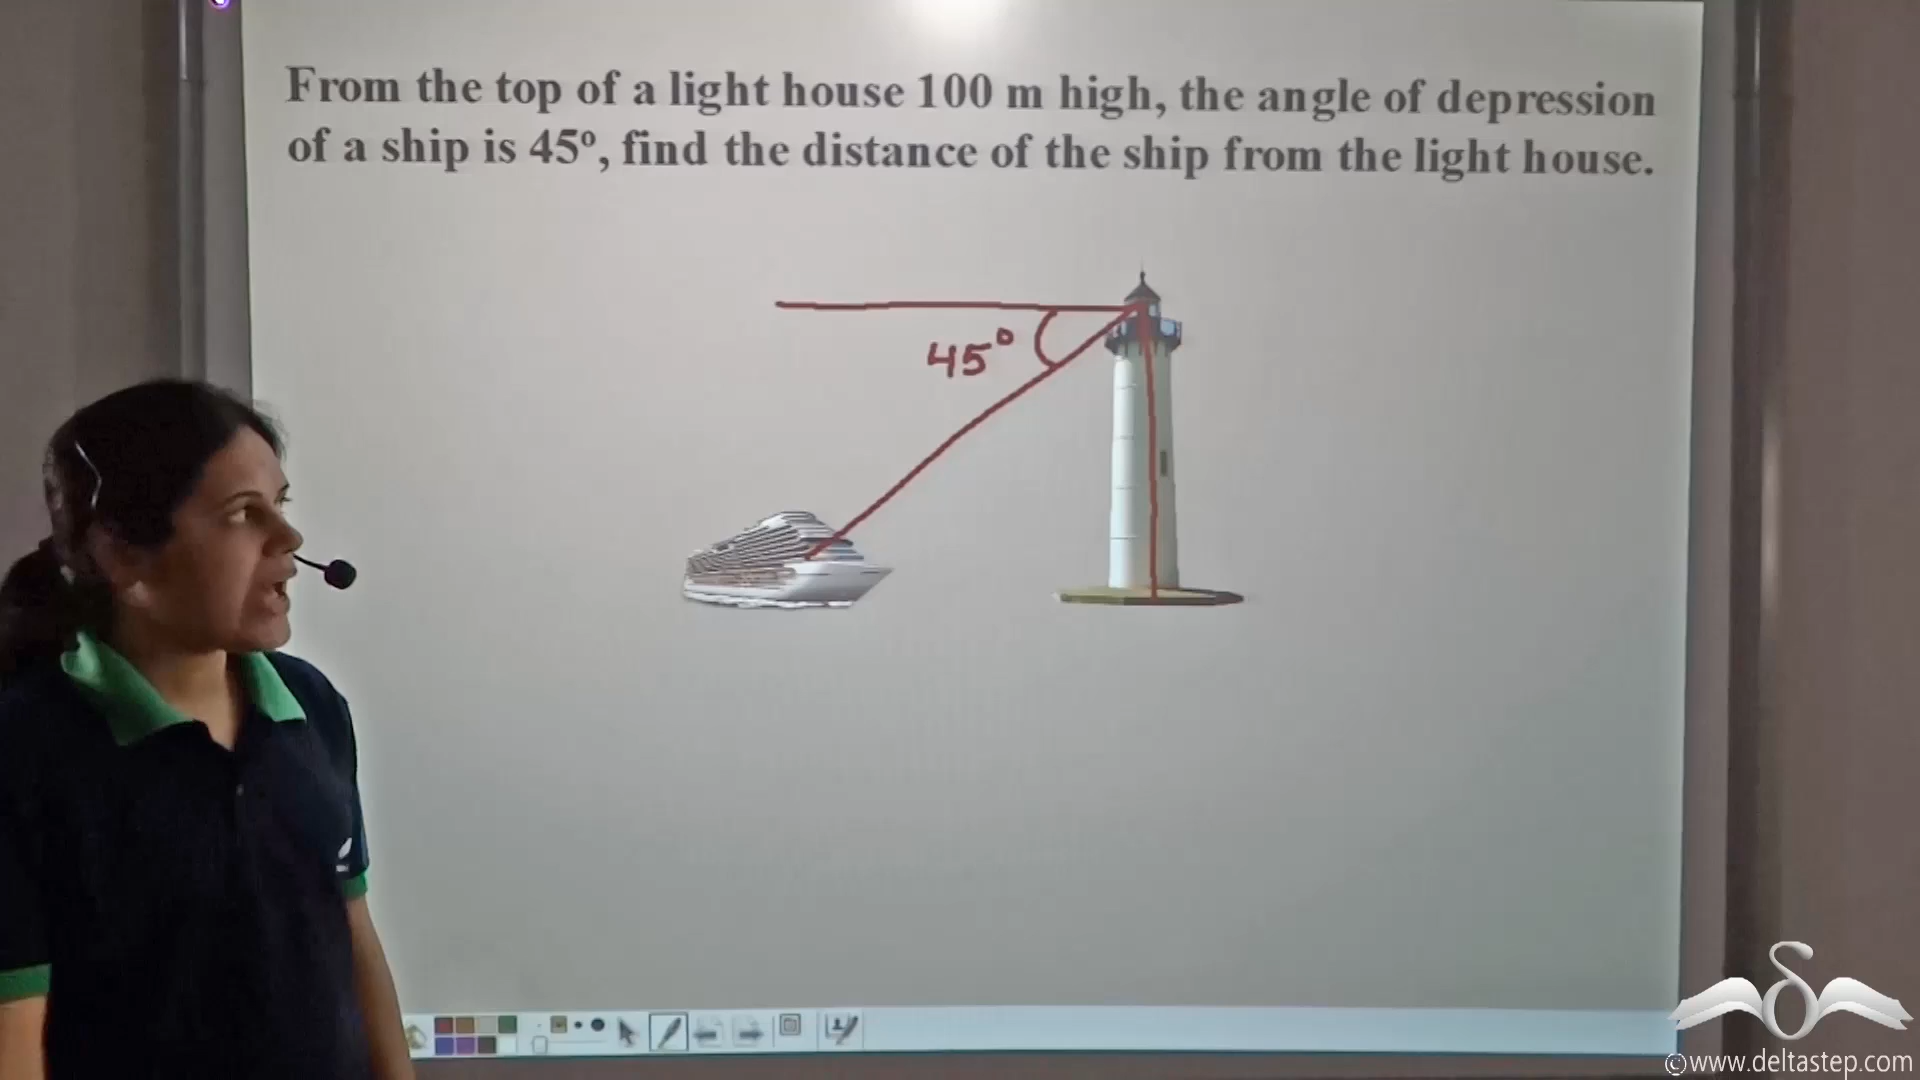 From the top of a light house 100 m high, the angle of depression
of a ship is 45º, find the distance of the ship from the light house.
45º
©www.deltastep.com